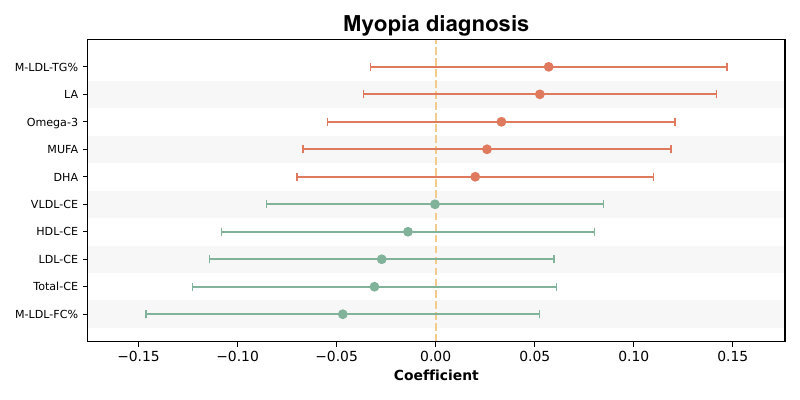 Myopia diagnosis
M-LDL-TG%
LA
Omega-3
MUFA
DHA
VLDL-CE
HDL-CE
LDL-CE
Total-CE
M-LDL-FC%
−0.15 −0.10 −0.05 0.00 0.05 0.10 0.15
Coefficient